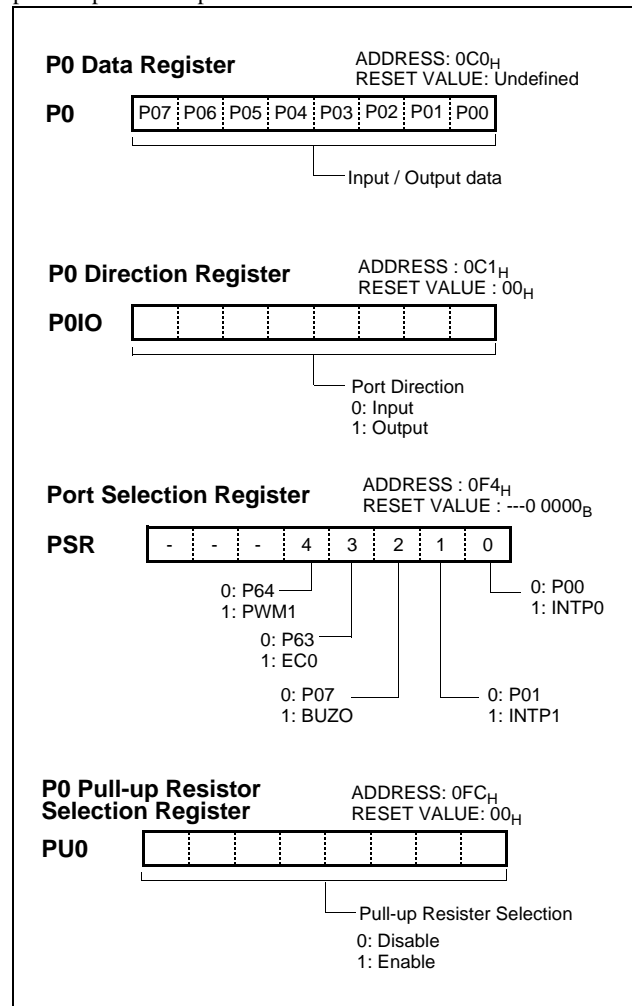 P0 Data Register
ADDRESS: 0C0H
RESET VALUE: Undefined
P0
P07 P06 P05 P04 P03 P02 P01 P00
Input / Output data
P0 Direction Register
ADDRESS : 0C1H
RESET VALUE : 00H
P0IO
Port Direction
0: Input
1: Output
Port Selection Register
ADDRESS : 0F4H
RESET VALUE : ---0 0000B
PSR
- - - 4 3 2 1 0
0: P64
1: PWM1
0: P00
1: INTP0
0: P63
1: EC0
0: P07
1: BUZO
0: P01
1: INTP1
P0 Pull-up Resistor
Selection Register
ADDRESS: 0FCH
RESET VALUE: 00H
PU0
Pull-up Resister Selection
0: Disable
1: Enable